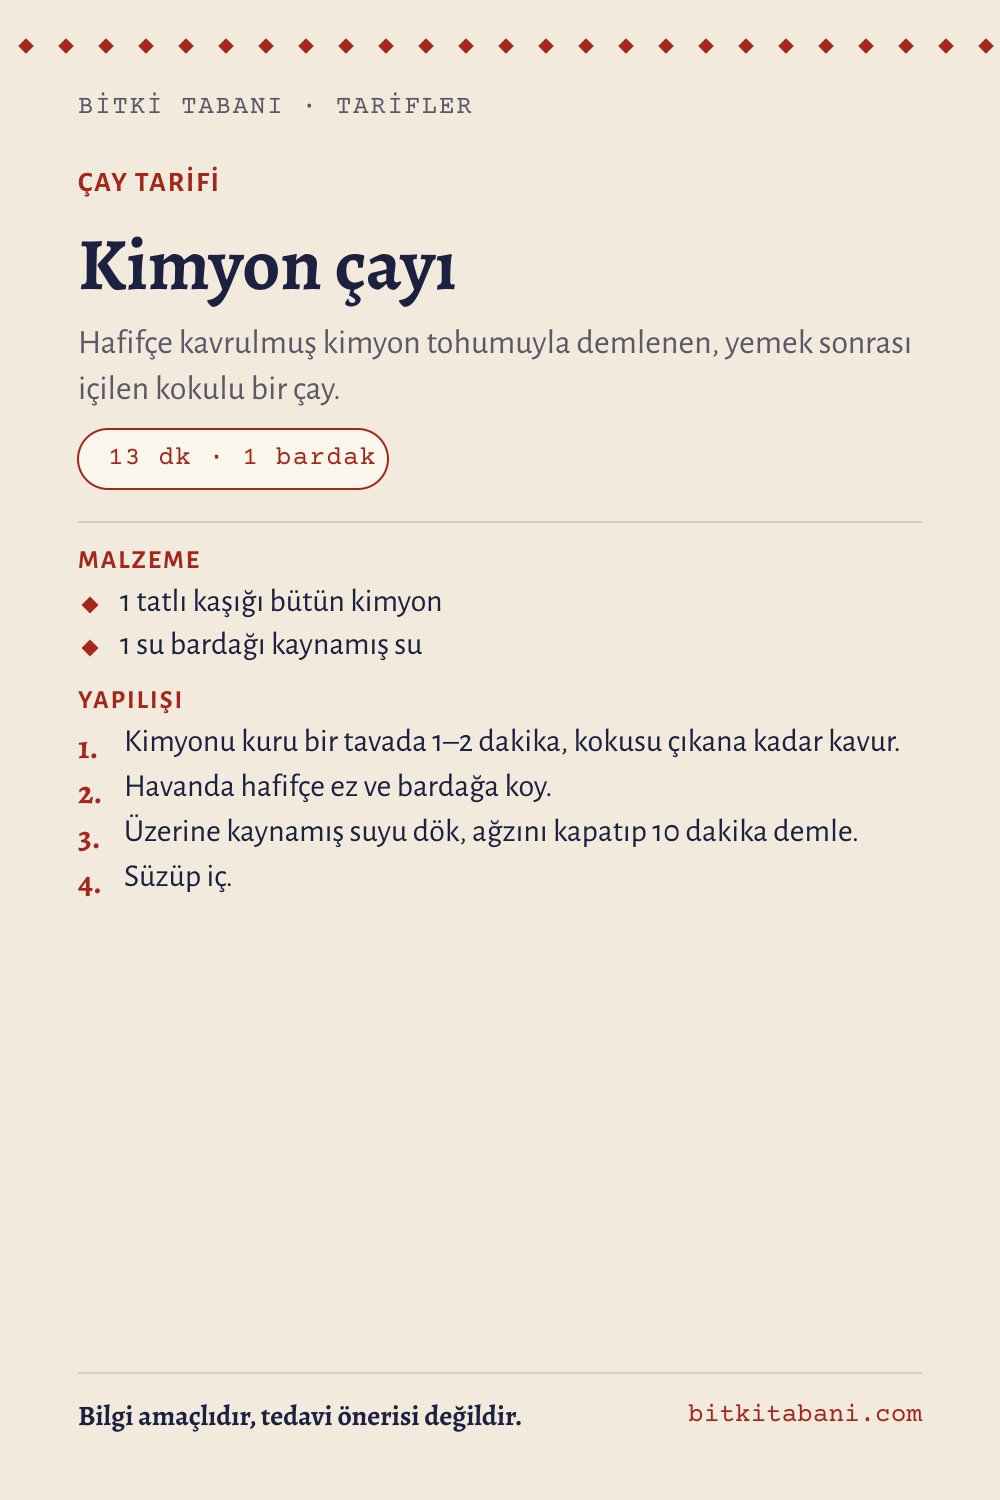 BİTKİ TABANI · TARİFLER
ÇAY TARİFİ
Kimyon çayı
Hafifçe kavrulmuş kimyon tohumuyla demlenen, yemek sonrası
içilen kokulu bir çay.
13 dk · 1 bardak
MALZEME
◆ 1 tatlı kaşığı bütün kimyon
◆ 1 su bardağı kaynamış su
YAPILIŞI
1. Kimyonu kuru bir tavada 1–2 dakika, kokusu çıkana kadar kavur.
2. Havanda hafifçe ez ve bardağa koy.
3. Üzerine kaynamış suyu dök, ağzını kapatıp 10 dakika demle.
4. Süzüp iç.
Bilgi amaçlıdır, tedavi önerisi değildir.
bitkitabani.com